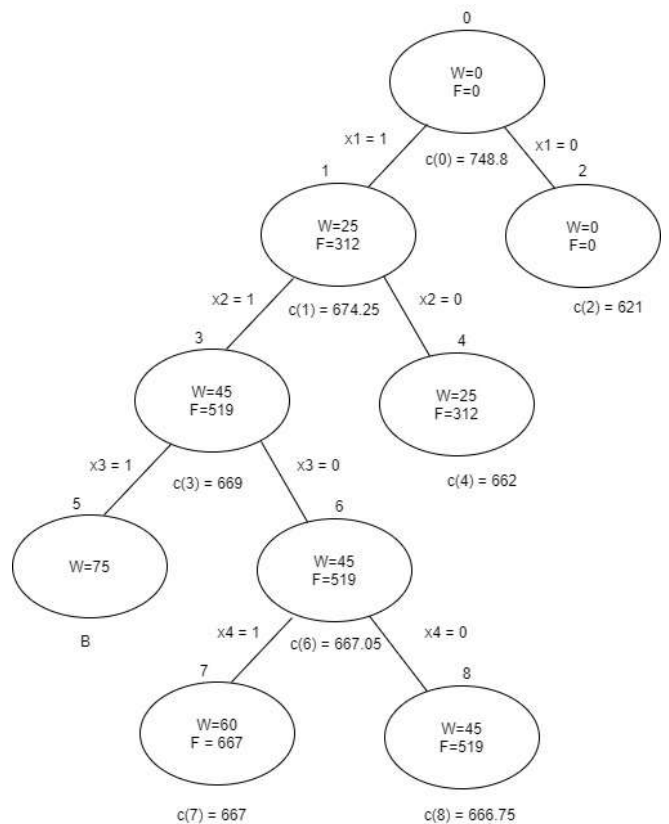 0
W=0
F=0
x1 = 1
c(0) = 748.8
x1 = 0
1
2
W=25
F=312
W=0
F=0
x2 = 1
c(1) = 674.25
x2 = 0
c(2) = 621
3
4
W=45
F=519
W=25
F=312
x3 = 1
c(3) = 669
x3 = 0
c(4) = 662
5
6
W=75
W=45
F=519
B
x4 = 1
c(6) = 667.05
x4 = 0
7
8
W=60
F = 667
W=45
F=519
c(7) = 667
c(8) = 666.75